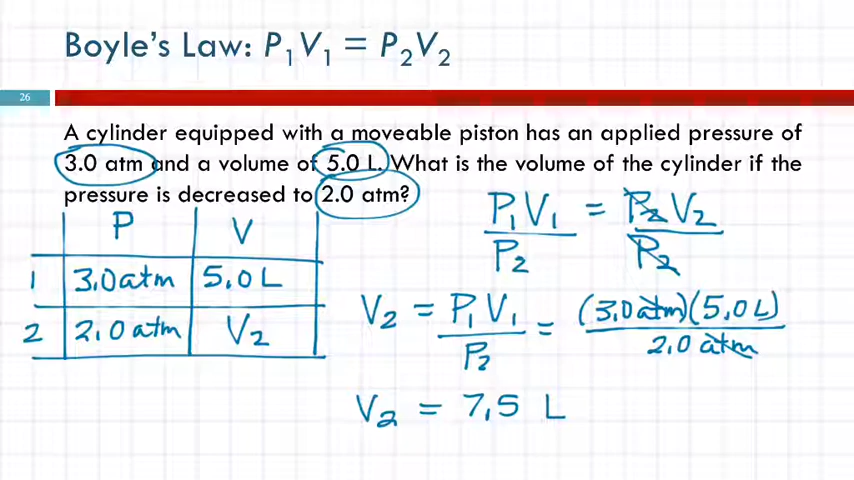 Boyle's Law: P₁V₁ = P₂V₂
26
A cylinder equipped with a moveable piston has an applied pressure of
3.0 atm and a volume of 5.0 L. What is the volume of the cylinder if the
pressure is decreased to 2.0 atm?
P V
1 3.0 atm 5.0 L
2 2.0 atm V₂
P₁V₁ = P₂V₂
P₂ P₂
V₂ = P₁V₁ = (3.0 atm)(5.0 L)
P₂ 2.0 atm
V₂ = 7.5 L